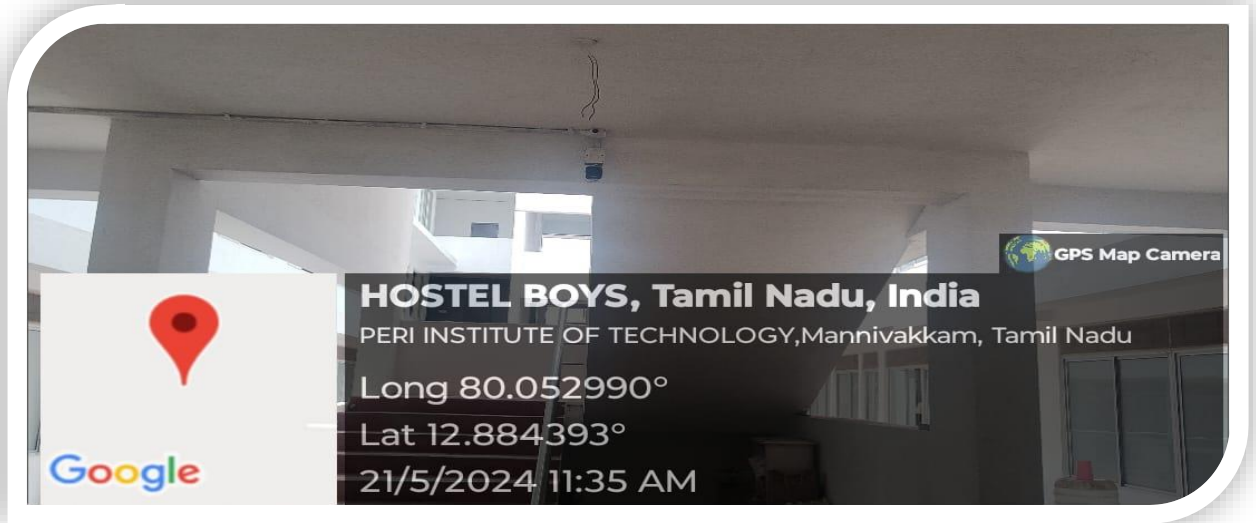 GPS Map Camera
HOSTEL BOYS, Tamil Nadu, India
PERI INSTITUTE OF TECHNOLOGY,Mannivakkam, Tamil Nadu
Long 80.052990°
Lat 12.884393°
21/5/2024 11:35 AM
Google